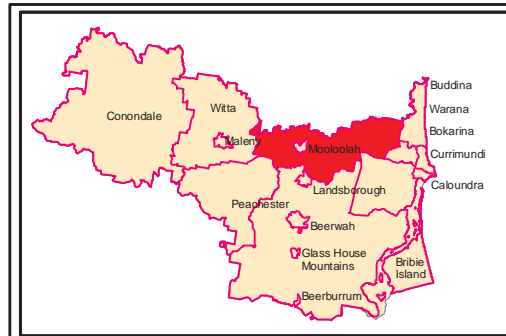 Buddina
Warana
Conondale
Witta
Bokarina
Maleny
Mooloolah
Currimundi
Landsborough
Caloundra
Peachester
Beerwah
Glass House
Mountains
Bribie
Island
Beerburrum